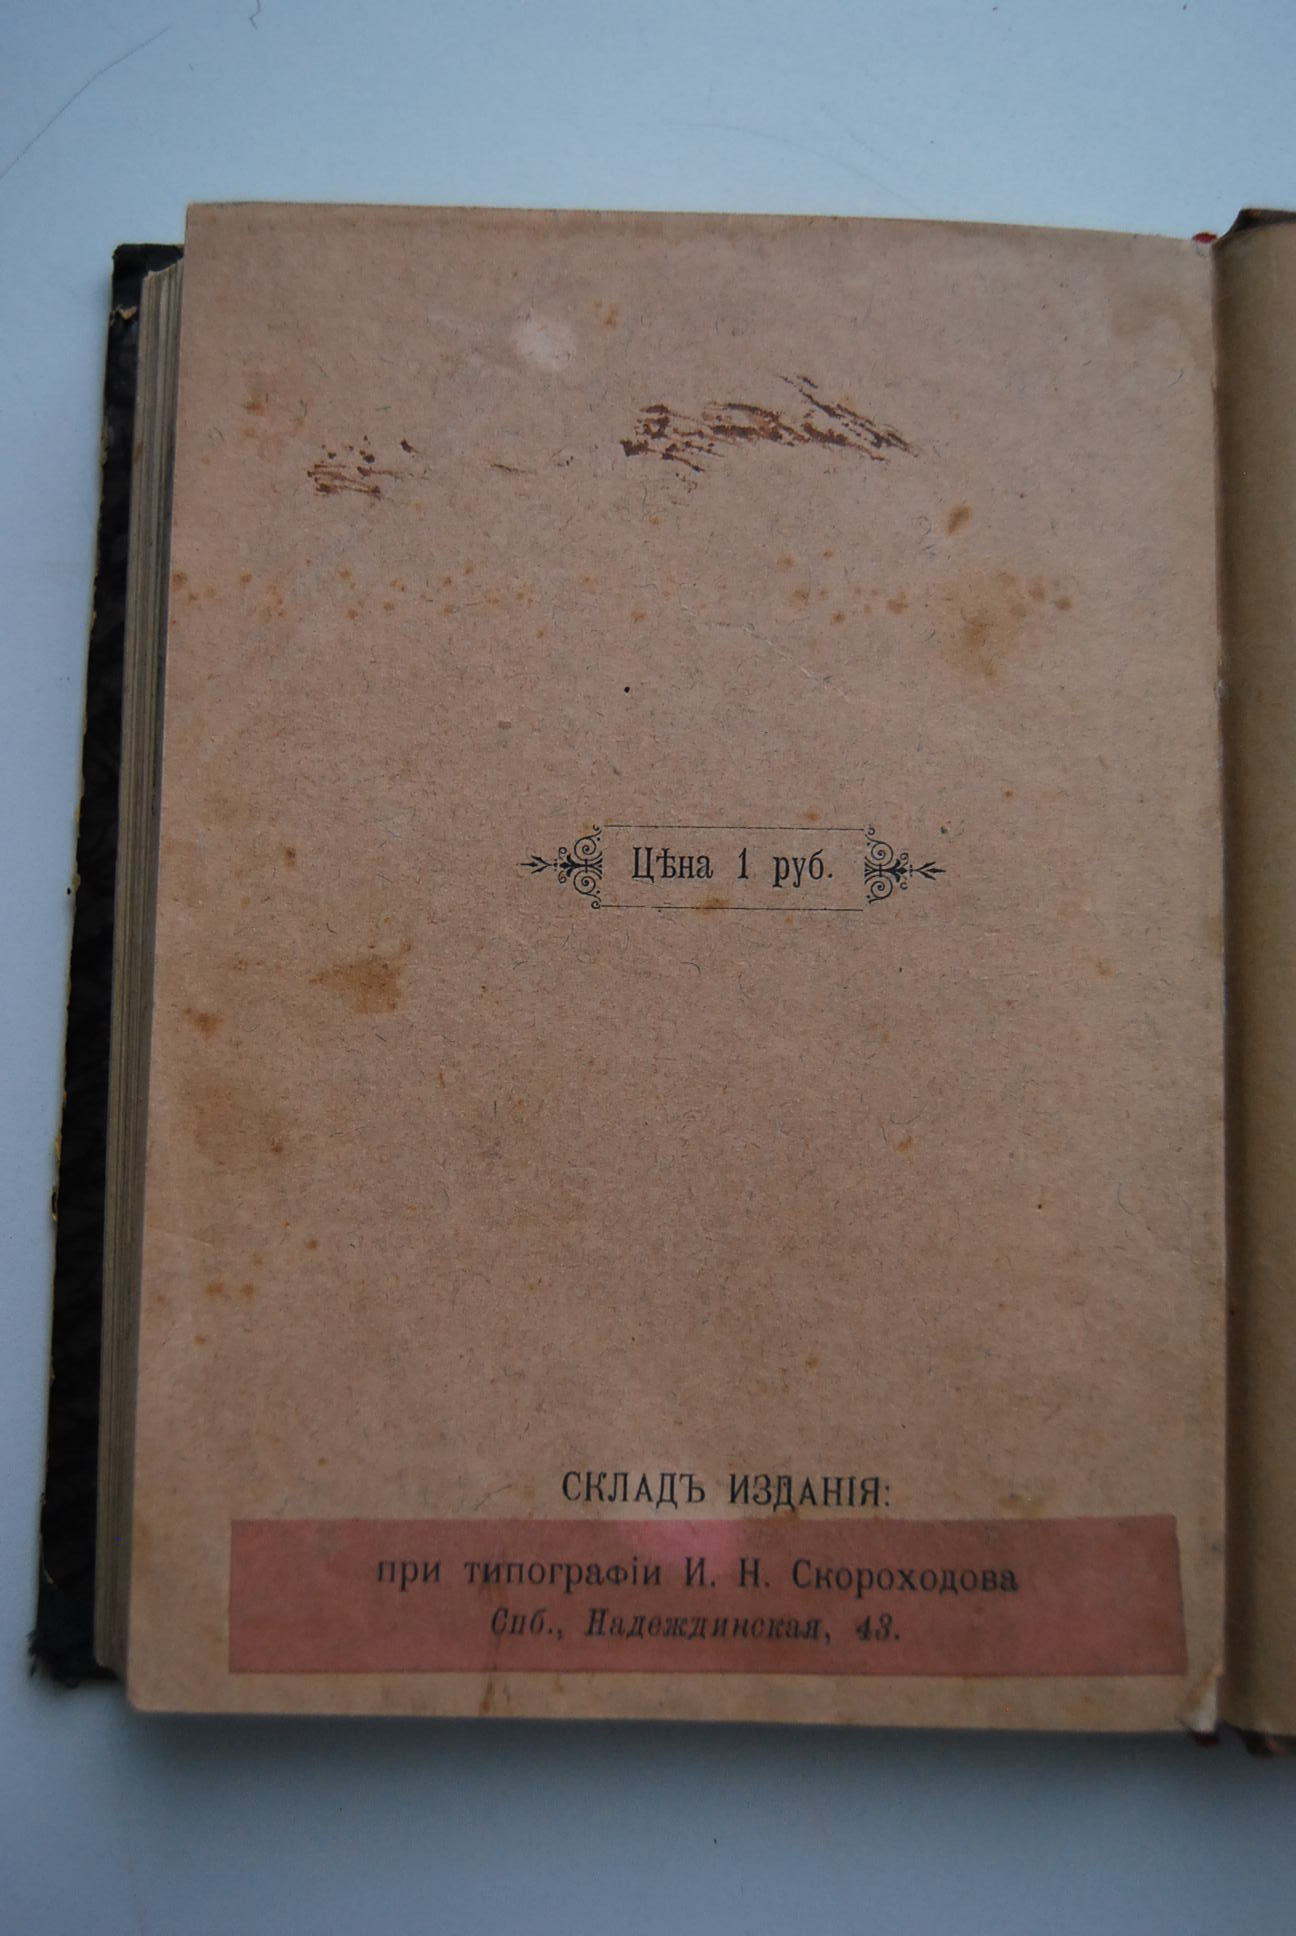 Цѣна 1 руб.
СКЛАДЪ ИЗДАНІЯ:
при типографіи И. Н. Скороходова
Спб., Надеждинская, 43.